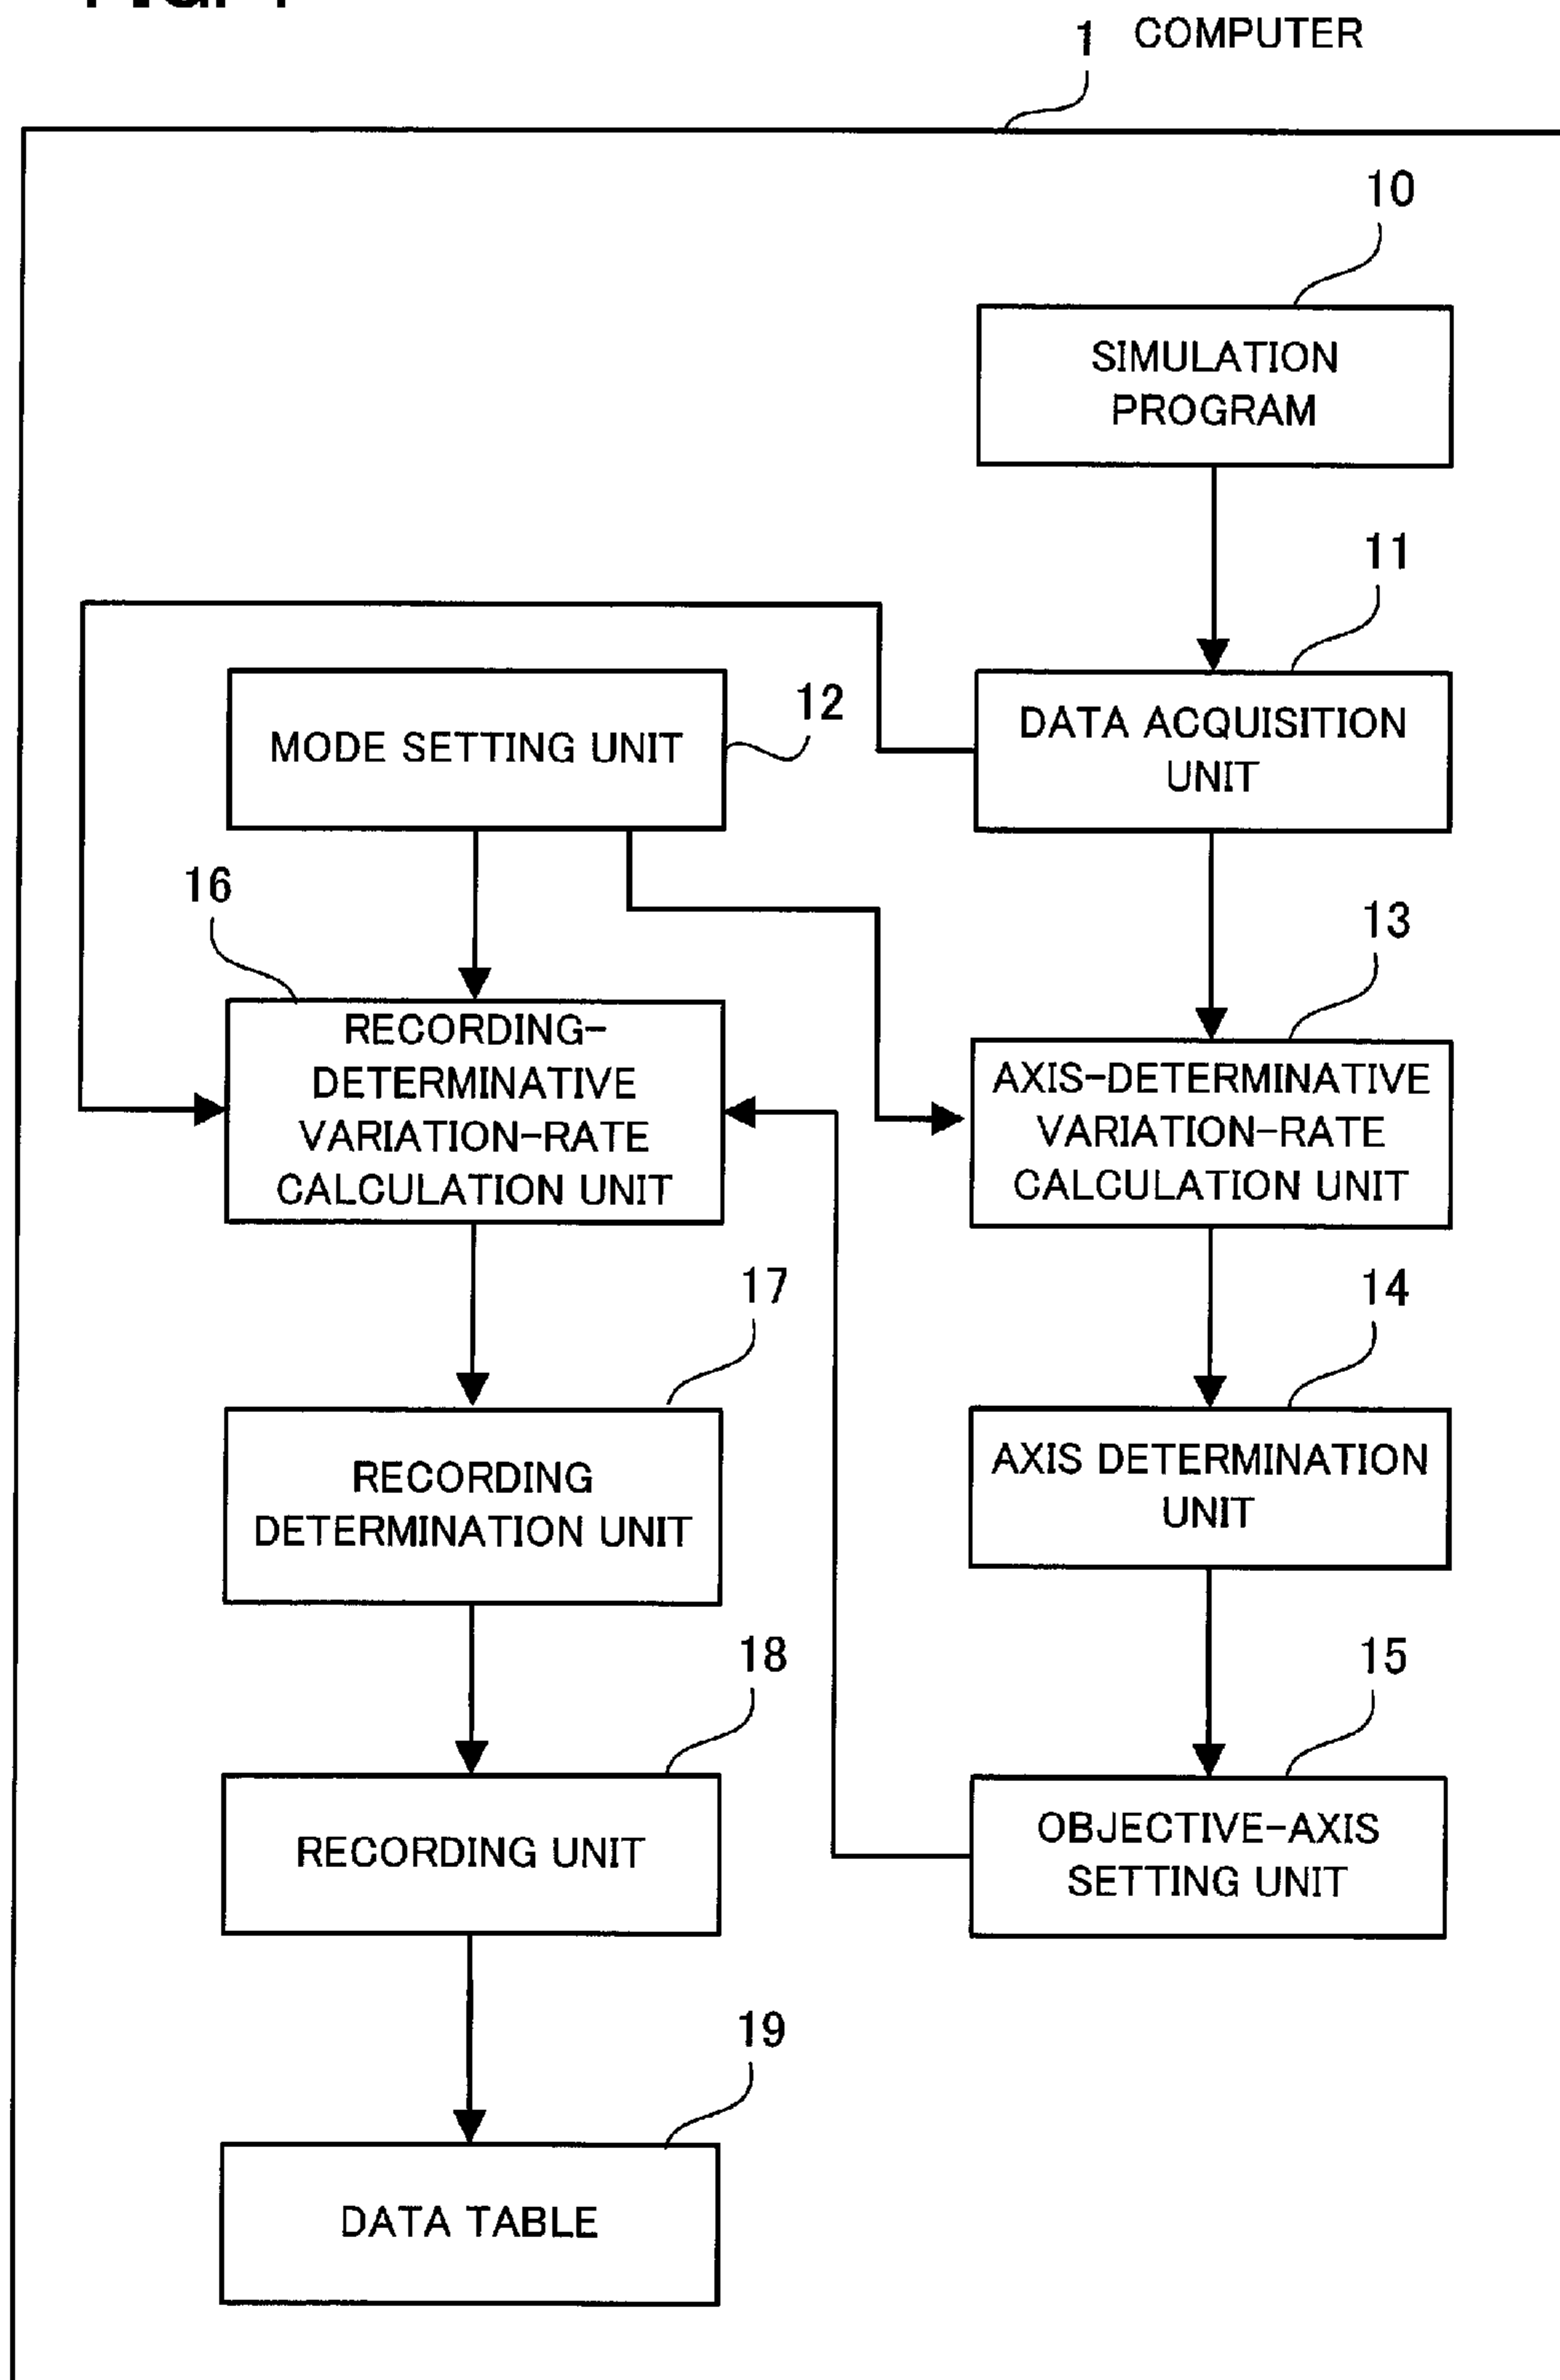 1 COMPUTER
10
SIMULATION
PROGRAM
11
DATA ACQUISITION
UNIT
12
MODE SETTING UNIT
16
RECORDING-
DETERMINATIVE
VARIATION-RATE
CALCULATION UNIT
13
AXIS-DETERMINATIVE
VARIATION-RATE
CALCULATION UNIT
17
RECORDING
DETERMINATION UNIT
14
AXIS DETERMINATION
UNIT
18
RECORDING UNIT
15
OBJECTIVE-AXIS
SETTING UNIT
19
DATA TABLE